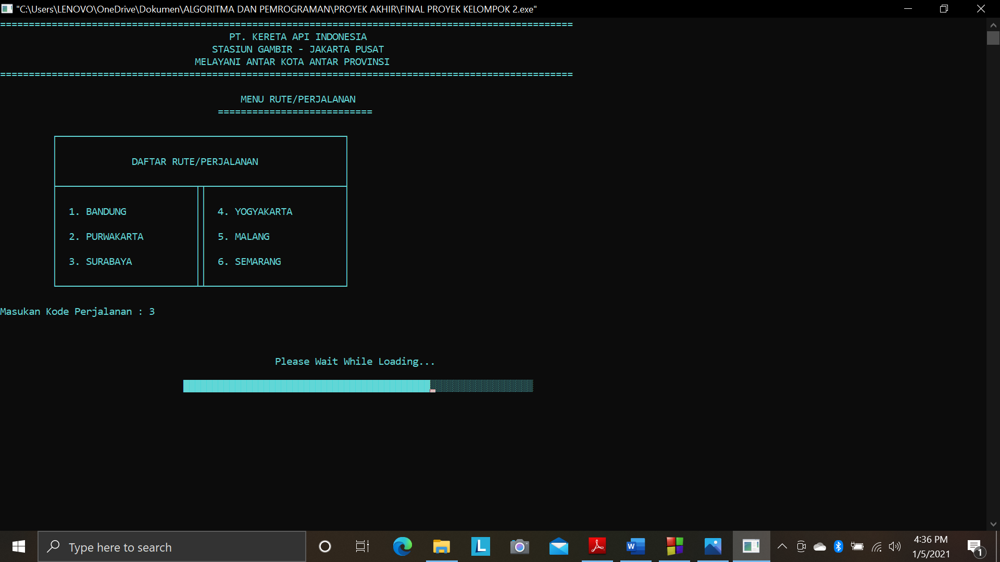 "C:\Users\LENOVO\OneDrive\Dokumen\ALGORITMA DAN PEMROGRAMAN\PROYEK AKHIR\FINAL PROYEK KELOMPOK 2.exe"
====================================================================================================
PT. KERETA API INDONESIA
STASIUN GAMBIR - JAKARTA PUSAT
MELAYANI ANTAR KOTA ANTAR PROVINSI
====================================================================================================
MENU RUTE/PERJALANAN
===========================
DAFTAR RUTE/PERJALANAN
1. BANDUNG 4. YOGYAKARTA
2. PURWAKARTA 5. MALANG
3. SURABAYA 6. SEMARANG
Masukan Kode Perjalanan : 3
Please Wait While Loading...
Type here to search
L
W
4:36 PM
1/5/2021
1